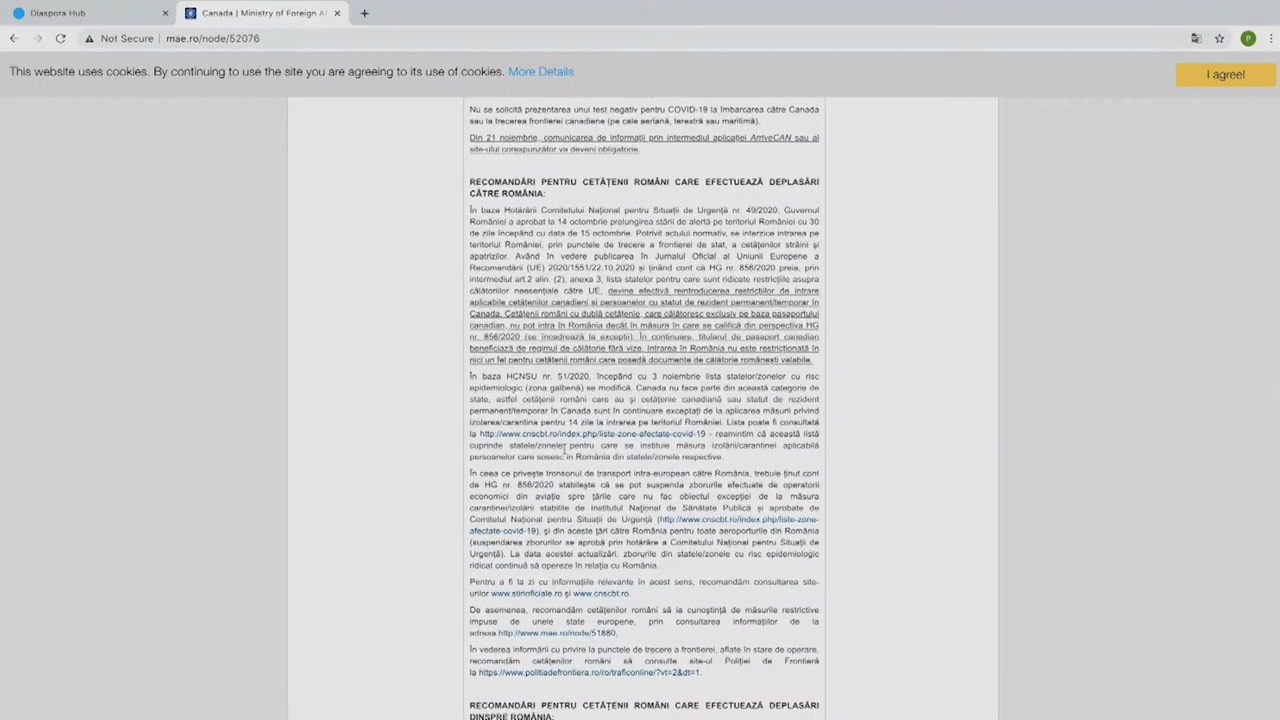 Diaspora Hub
Canada | Ministry of Foreign Af
Not Secure | mae.ro/node/52076
P
This website uses cookies. By continuing to use the site you are agreeing to its use of cookies. More Details
I agree!
Nu se solicită prezentarea unui test negativ pentru COVID-19 la îmbarcarea către Canada
sau la trecerea frontierei canadiene (pe cale aeriană, terestră sau maritimă).
Din 21 noiembrie, comunicarea de informații prin intermediul aplicației ArriveCAN sau al
site-ului corespunzător va deveni obligatorie.
RECOMANDĂRI PENTRU CETĂȚENII ROMÂNI CARE EFECTUEAZĂ DEPLASĂRI
CĂTRE ROMÂNIA:
În baza Hotărârii Comitetului Național pentru Situații de Urgență nr. 49/2020, Guvernul
României a aprobat la 14 octombrie prelungirea stării de alertă pe teritoriul României cu 30
de zile începând cu data de 15 octombrie. Potrivit actului normativ, se interzice intrarea pe
teritoriul României, prin punctele de trecere a frontierei de stat, a cetățenilor străini și
apatrizilor. Având în vedere publicarea în Jurnalul Oficial al Uniunii Europene a
Recomandării (UE) 2020/1551/22.10.2020 și ținând cont că HG nr. 856/2020 preia, prin
intermediul art.2 alin. (2), anexa 3, lista statelor pentru care sunt ridicate restricțiile asupra
călătoriilor neesențiale către UE, devine efectivă reintroducerea restricțiilor de intrare
aplicabile cetățenilor canadieni și persoanelor cu statut de rezident permanent/temporar în
Canada. Cetățenii români cu dublă cetățenie, care călătoresc exclusiv pe baza pașaportului
canadian, nu pot intra în România decât în măsura în care se califică din perspectiva HG
nr. 856/2020 (se încadrează la excepții). În continuare, titularul de pașaport canadian
beneficiază de regimul de călătorie fără vize. Intrarea în România nu este restricționată în
nici un fel pentru cetățenii români care posedă documente de călătorie românești valabile.
În baza HCNSU nr. 51/2020, începând cu 3 noiembrie lista statelor/zonelor cu risc
epidemiologic (zona galbenă) se modifică. Canada nu face parte din această categorie de
state, astfel cetățenii români care au și cetățenie canadiană sau statut de rezident
permanent/temporar în Canada sunt în continuare exceptați de la aplicarea măsurii privind
izolarea/carantina pentru 14 zile la intrarea pe teritoriul României. Lista poate fi consultată
la http://www.cnscbt.ro/index.php/liste-zone-afectate-covid-19 - reamintim că această listă
cuprinde statele/zonele pentru care se instituie măsura izolării/carantinei aplicabilă
persoanelor care sosesc în România din statele/zonele respective.
În ceea ce privește tronsonul de transport intra-european către România, trebuie ținut cont
de HG nr. 856/2020 stabilește că se pot suspenda zborurile efectuate de operatorii
economici din aviație spre țările care nu fac obiectul excepției de la măsura
carantinei/izolării stabilite de Institutul Național de Sănătate Publică și aprobate de
Comitetul Național pentru Situații de Urgență (http://www.cnscbt.ro/index.php/liste-zone-
afectate-covid-19), și din aceste țări către România pentru toate aeroporturile din România
(suspendarea zborurilor se aprobă prin hotărâre a Comitetului Național pentru Situații de
Urgență). La data acestei actualizări, zborurile din statele/zonele cu risc epidemiologic
ridicat continuă să opereze în relația cu România.
Pentru a fi la zi cu informațiile relevante în acest sens, recomandăm consultarea site-
urilor www.stirioficiale.ro și www.cnscbt.ro.
De asemenea, recomandăm cetățenilor români să ia cunoștință de măsurile restrictive
impuse de unele state europene, prin consultarea informațiilor de la
adresa http://www.mae.ro/node/51880.
În vederea informării cu privire la punctele de trecere a frontierei, aflate în stare de operare,
recomandăm cetățenilor români să consulte site-ul Poliției de Frontieră
la https://www.politiadefrontiera.ro/ro/traficonline/?vt=2&dt=1.
RECOMANDĂRI PENTRU CETĂȚENII ROMÂNI CARE EFECTUEAZĂ DEPLASĂRI
DINSPRE ROMÂNIA: